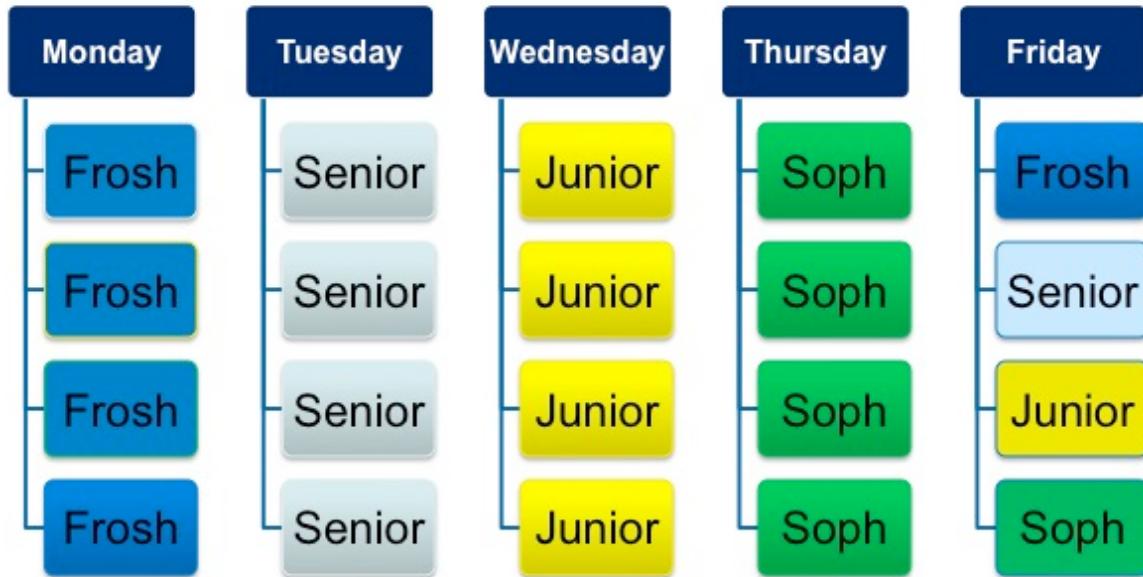 Monday Tuesday Wednesday Thursday Friday
Frosh Senior Junior Soph Frosh
Frosh Senior Junior Soph Senior
Frosh Senior Junior Soph Junior
Frosh Senior Junior Soph Soph